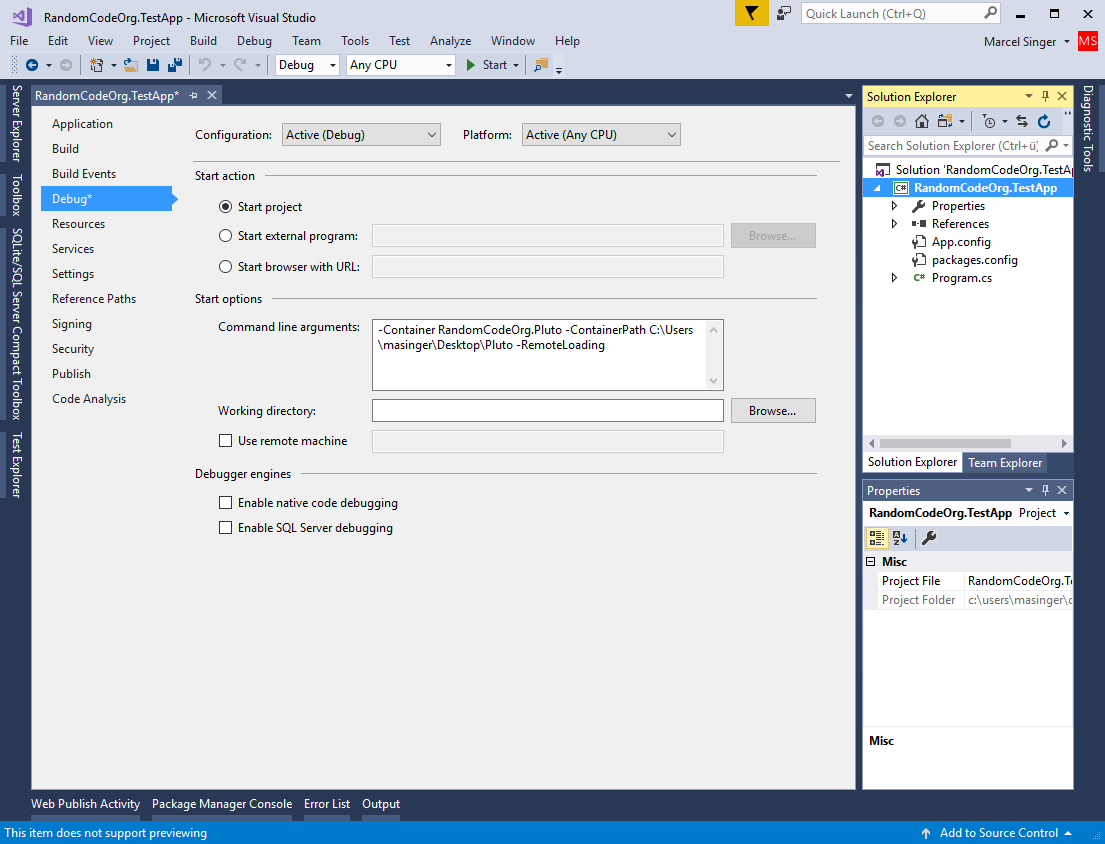 RandomCodeOrg.TestApp - Microsoft Visual Studio
Quick Launch (Ctrl+Q)
File Edit View Project Build Debug Team Tools Test Analyze Window Help
Marcel Singer
MS
Debug
Any CPU
Start
Server Explorer
Toolbox
SQLite/SQL Server Compact Toolbox
Test Explorer
RandomCodeOrg.TestApp*
Application
Build
Build Events
Debug*
Resources
Services
Settings
Reference Paths
Signing
Security
Publish
Code Analysis
Configuration: Active (Debug) Platform: Active (Any CPU)
Start action
Start project
Start external program:
Browse...
Start browser with URL:
Start options
Command line arguments:
-Container RandomCodeOrg.Pluto -ContainerPath C:\Users
\masinger\Desktop\Pluto -RemoteLoading
Working directory:
Browse...
Use remote machine
Debugger engines
Enable native code debugging
Enable SQL Server debugging
Solution Explorer
Search Solution Explorer (Ctrl+ü)
Solution 'RandomCodeOrg.TestAp
C# RandomCodeOrg.TestApp
Properties
References
App.config
packages.config
C# Program.cs
Solution Explorer Team Explorer
Properties
RandomCodeOrg.TestApp Project
Misc
Project File RandomCodeOrg.Te
Project Folder c:\users\masinger\d
Misc
Diagnostic Tools
Web Publish Activity Package Manager Console Error List Output
This item does not support previewing
Add to Source Control